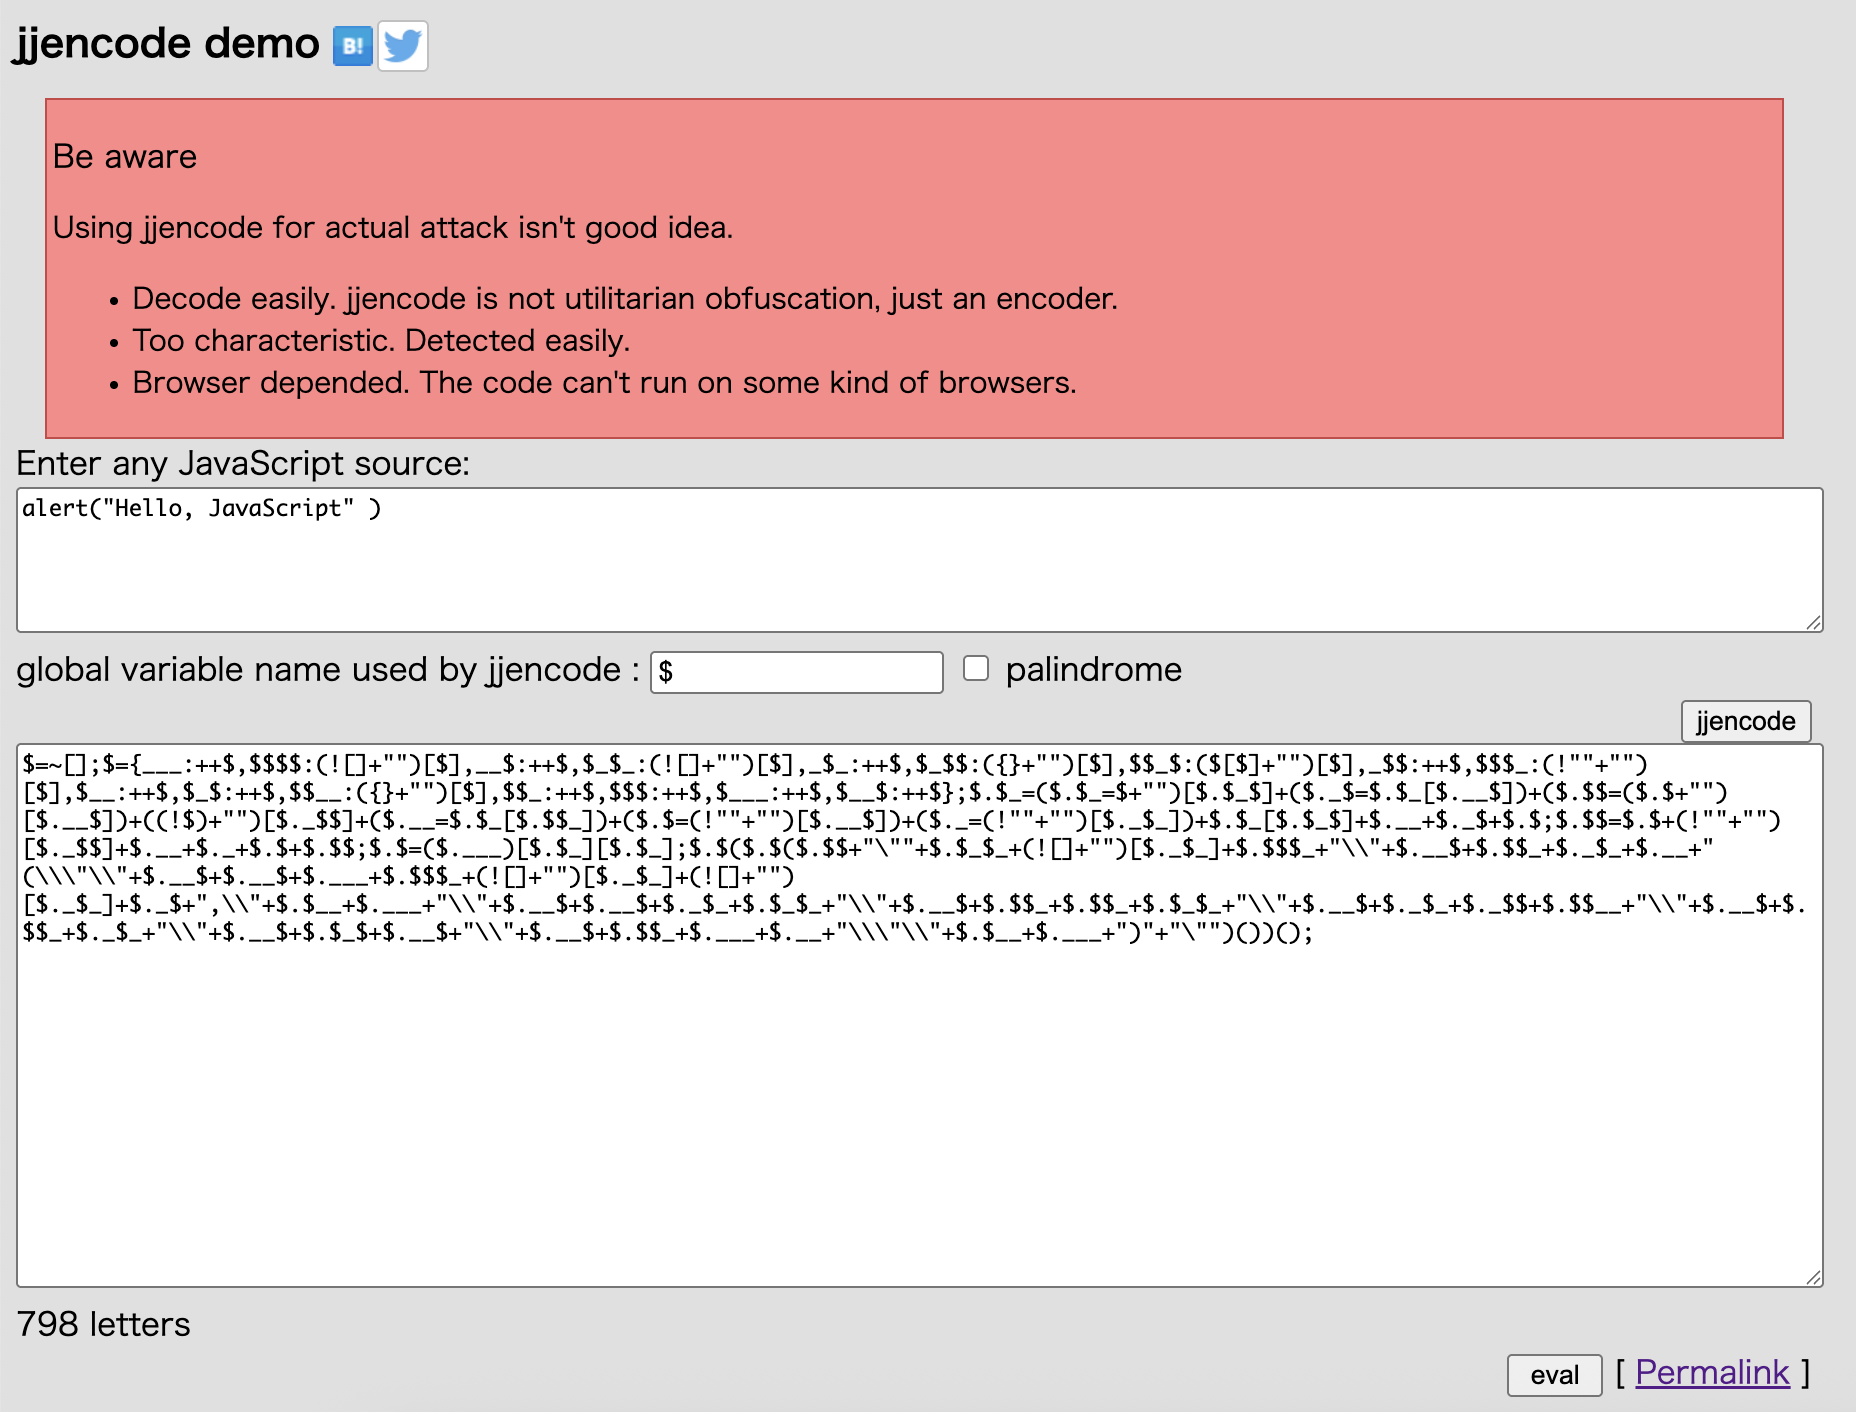 jjencode demo B!
Be aware
Using jjencode for actual attack isn't good idea.
• Decode easily. jjencode is not utilitarian obfuscation, just an encoder.
• Too characteristic. Detected easily.
• Browser depended. The code can't run on some kind of browsers.
Enter any JavaScript source:
alert("Hello, JavaScript" )
global variable name used by jjencode : $ palindrome
jjencode
$=~[];$={___:++$,$$$$:(![]+"")[$],__$:++$,$_$_:(![]+"")[$],_$_:++$,$_$$:({}+"")[$],$$_$:($[$]+"")[$],_$$:++$,$$$_:(!""+"")
[$],$__:++$,$_$:++$,$$__:({}+"")[$],$$_:++$,$$$:++$,$___:++$,$__$:++$};$.$_=($.$_=$+"")[$.$_$]+($._$=$.$_[$.__$])+($.$$=($.$+"")
[$.__$])+((!$)+"")[$._$$]+($.__=$.$_[$.$$_])+($.$=(!""+"")[$.__$])+($._=(!""+"")[$._$_])+$.$_[$.$_$]+$.__+$._$+$.$;$.$$=$.$+(!""+"")
[$._$$]+$.__+$._+$.$+$.$$;$.$=($.___)[$.$_][$.$_];$.$($.$($.$$+"\""+$.$_$_+(![]+"")[$._$_]+$.$$$_+"\\"+$.__$+$.$$_+$._$_+$.__+"
(\\\"\\"+$.__$+$.__$+$.___+$.$$$_+(![]+"")[$._$_]+(![]+"")
[$._$_]+$._$+",\\"+$.$__+$.___+"\\"+$.__$+$.__$+$._$_+$.$_$_+"\\"+$.__$+$.$$_+$.$$_+$.$_$_+"\\"+$.__$+$._$_+$._$$+$.$$__+"\\"+$.__$+$.
$$_+$._$_+"\\"+$.__$+$.$_$+$.__$+"\\"+$.__$+$.$$_+$.___+$.__+"\\\"\\"+$.$__+$.___+")"+"\"")())();
798 letters
eval [ Permalink ]